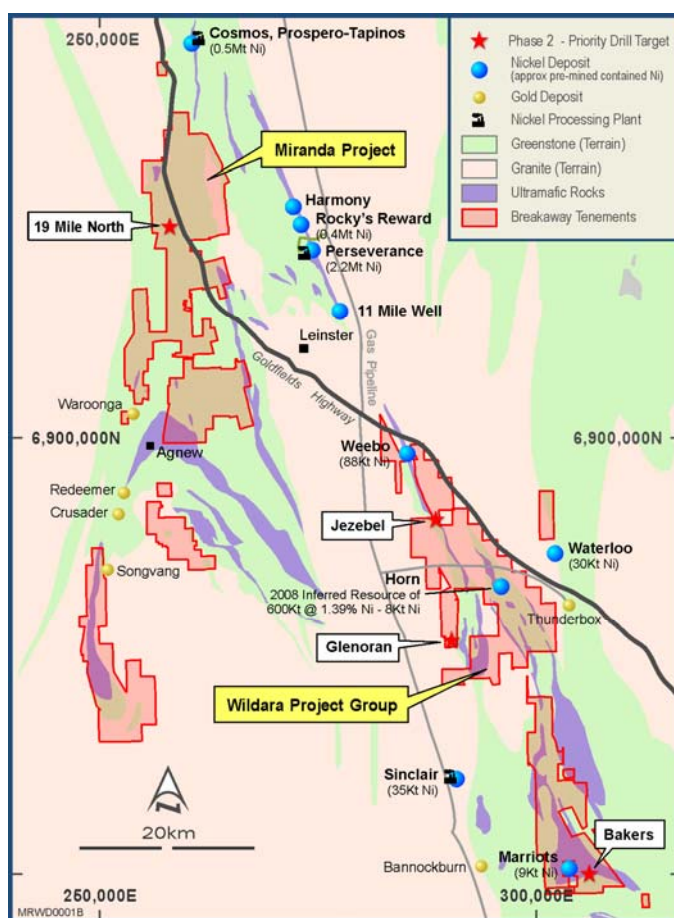 250,000E
Cosmos, Prospero-Tapinos
(0.5Mt Ni)
Phase 2 - Priority Drill Target
Nickel Deposit
(approx pre-mined contained Ni)
Gold Deposit
Nickel Processing Plant
Greenstone (Terrain)
Granite (Terrain)
Ultramafic Rocks
Breakaway Tenements
Miranda Project
19 Mile North
Harmony
Rocky's Reward
(0.4Mt Ni)
Perseverance
(2.2Mt Ni)
11 Mile Well
Leinster
Gas Pipeline
Goldfields Highway
Waroonga
6,900,000N
6,900,000N
Agnew
Weebo
(88Kt Ni)
Redeemer
Crusader
Jezebel
Songvang
Waterloo
(30Kt Ni)
Horn
2008 Inferred Resource of
600Kt @ 1.39% Ni - 8Kt Ni
Thunderbox
Glenoran
Wildara Project Group
Sinclair
(35Kt Ni)
N
20km
Bakers
Bannockburn
Marriots
(9Kt Ni)
250,000E
300,000E
MRWD0001B